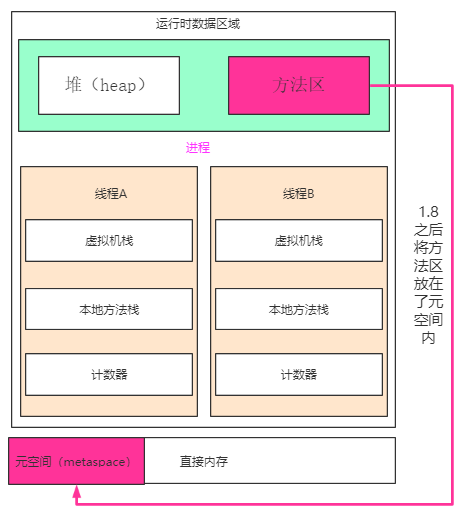 运行时数据区域
堆（heap）
方法区
进程
线程A
线程B
虚拟机栈
虚拟机栈
本地方法栈
本地方法栈
计数器
计数器
1.8
之后
将方
法区
放在
了元
空间
内
元空间（metaspace）
直接内存